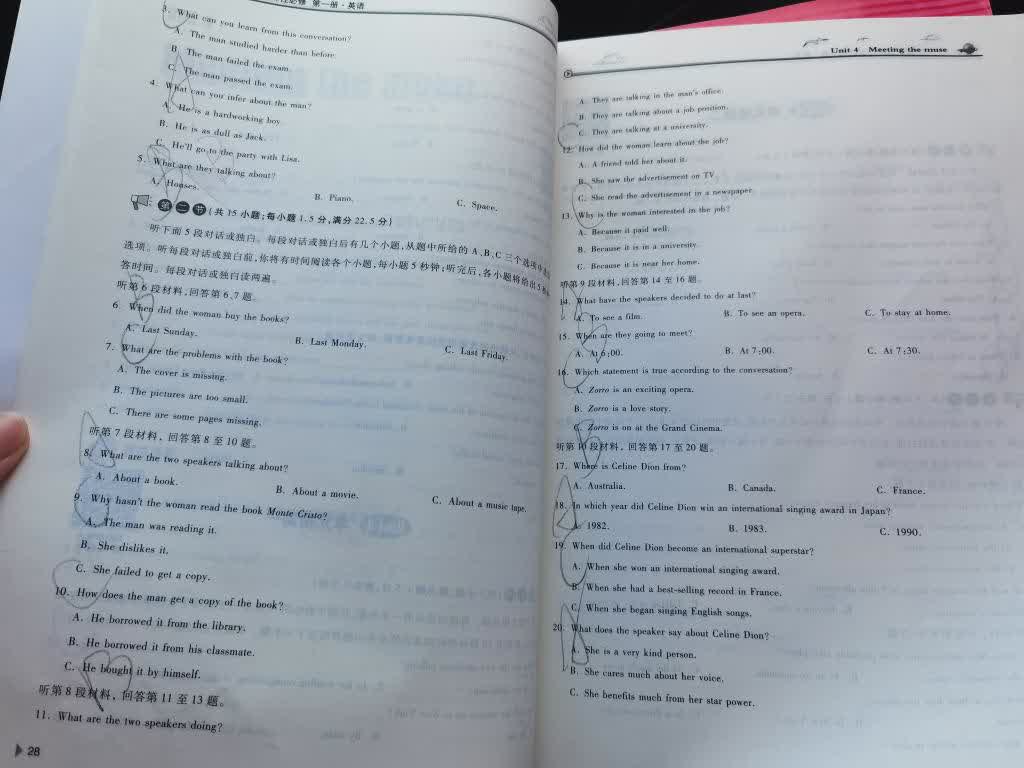 第一册·英语
3. What can you learn from this conversation?
A. The man studied harder than before.
B. The man failed the exam.
C. The man passed the exam.
4. What can you infer about the man?
A. He is a hardworking boy.
B. He is as dull as Jack.
C. He'll go to the party with Lisa.
5. What are they talking about?
A. Houses. B. Piano. C. Space.
第二节 (共 15 小题;每小题 1.5 分,满分 22.5 分)
听下面 5 段对话或独白。每段对话或独白后有几个小题,从题中所给的 A、B、C 三个选项中
选项。听每段对话或独白前,你将有时间阅读各个小题,每小题 5 秒钟;听完后,各小题将给出 5
答时间。每段对话或独白读两遍。
听第 6 段材料,回答第 6、7 题。
6. When did the woman buy the books?
A. Last Sunday. B. Last Monday. C. Last Friday.
7. What are the problems with the book?
A. The cover is missing.
B. The pictures are too small.
C. There are some pages missing.
听第 7 段材料,回答第 8 至 10 题。
8. What are the two speakers talking about?
A. About a book. B. About a movie. C. About a music tape.
9. Why hasn't the woman read the book Monte Cristo?
A. The man was reading it.
B. She dislikes it.
C. She failed to get a copy.
10. How does the man get a copy of the book?
A. He borrowed it from the library.
B. He borrowed it from his classmate.
C. He bought it by himself.
听第 8 段材料,回答第 11 至 13 题。
11. What are the two speakers doing?
28
Unit 4 Meeting the muse
A. They are talking in the man's office.
B. They are talking about a job position.
C. They are talking at a university.
12. How did the woman learn about the job?
A. A friend told her about it.
B. She saw the advertisement on TV.
C. She read the advertisement in a newspaper.
13. Why is the woman interested in the job?
A. Because it paid well.
B. Because it is in a university.
C. Because it is near her home.
听第 9 段材料,回答第 14 至 16 题。
14. What have the speakers decided to do at last?
A. To see a film. B. To see an opera. C. To stay at home.
15. When are they going to meet?
A. At 6:00. B. At 7:00. C. At 7:30.
16. Which statement is true according to the conversation?
A. Zorro is an exciting opera.
B. Zorro is a love story.
C. Zorro is on at the Grand Cinema.
听第 10 段材料,回答第 17 至 20 题。
17. Where is Celine Dion from?
A. Australia. B. Canada. C. France.
18. In which year did Celine Dion win an international singing award in Japan?
A. 1982. B. 1983. C. 1990.
19. When did Celine Dion become an international superstar?
A. When she won an international singing award.
B. When she had a best-selling record in France.
C. When she began singing English songs.
20. What does the speaker say about Celine Dion?
A. She is a very kind person.
B. She cares much about her voice.
C. She benefits much from her star power.